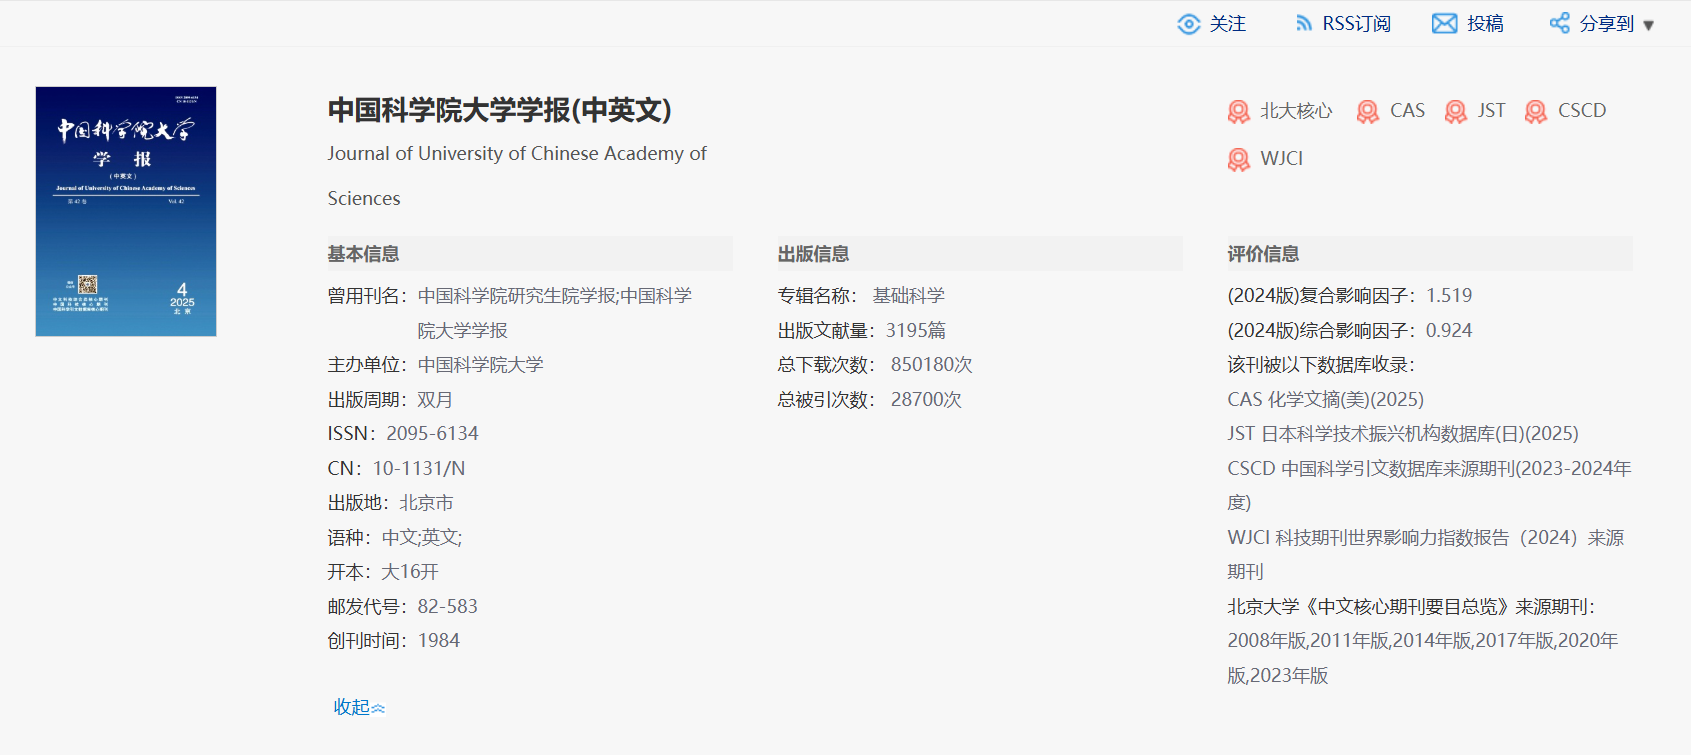 关注
RSS订阅
投稿
分享到
中国科学院大学
学 报
(中英文)
Journal of University of Chinese Academy of Sciences
第 42 卷 Vol. 42
4
2025
北 京
中国科学院大学学报(中英文)
Journal of University of Chinese Academy of
Sciences
北大核心
CAS
JST
CSCD
WJCI
基本信息
曾用刊名：中国科学院研究生院学报;中国科学
院大学学报
主办单位：中国科学院大学
出版周期：双月
ISSN：2095-6134
CN：10-1131/N
出版地：北京市
语种：中文;英文;
开本：大16开
邮发代号：82-583
创刊时间：1984
收起
出版信息
专辑名称： 基础科学
出版文献量：3195篇
总下载次数： 850180次
总被引次数： 28700次
评价信息
(2024版)复合影响因子：1.519
(2024版)综合影响因子：0.924
该刊被以下数据库收录：
CAS 化学文摘(美)(2025)
JST 日本科学技术振兴机构数据库(日)(2025)
CSCD 中国科学引文数据库来源期刊(2023-2024年
度)
WJCI 科技期刊世界影响力指数报告（2024）来源
期刊
北京大学《中文核心期刊要目总览》来源期刊：
2008年版,2011年版,2014年版,2017年版,2020年
版,2023年版